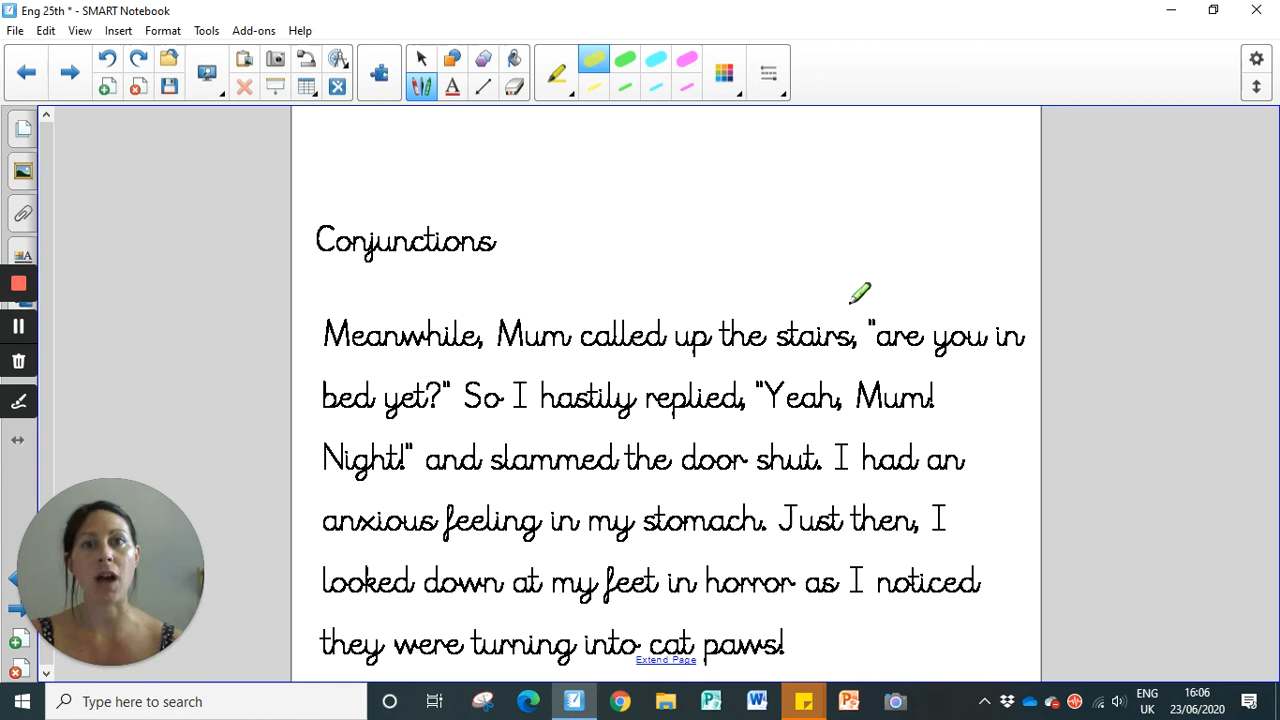 Eng 25th * - SMART Notebook
File Edit View Insert Format Tools Add-ons Help
Conjunctions
Meanwhile, Mum called up the stairs, "are you in
bed yet?" So I hastily replied, "Yeah, Mum!
Night!" and slammed the door shut. I had an
anxious feeling in my stomach. Just then, I
looked down at my feet in horror as I noticed
they were turning into cat paws!
Extend Page
Type here to search
ENG
UK
16:06
23/06/2020